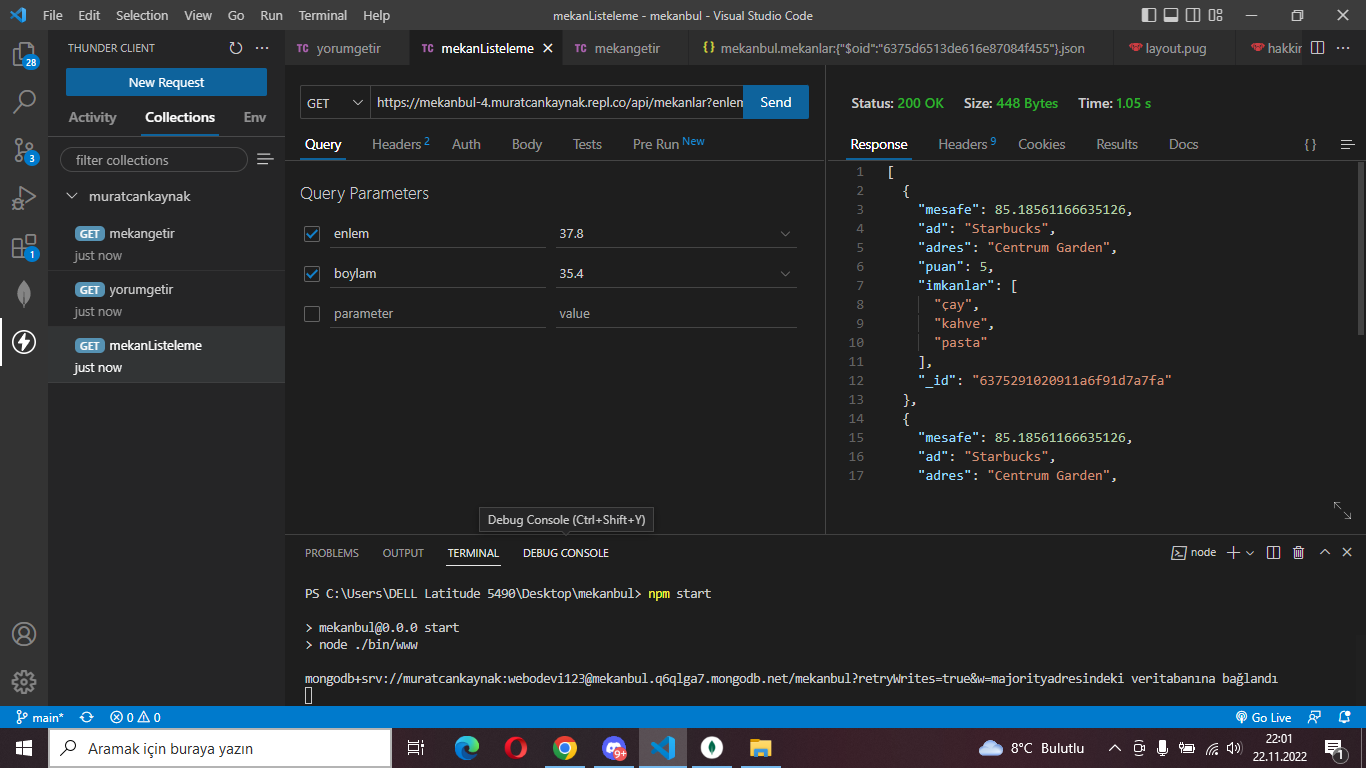 File Edit Selection View Go Run Terminal Help mekanListeleme - mekanbul - Visual Studio Code
THUNDER CLIENT
TC yorumgetir TC mekanListeleme TC mekangetir {} mekanbul.mekanlar:{"$oid":"6375d6513de616e87084f455"}.json layout.pug hakkir
28
New Request
Activity Collections Env
filter collections
3
1
muratcankaynak
GET mekangetir
just now
GET yorumgetir
just now
GET mekanListeleme
just now
GET https://mekanbul-4.muratcankaynak.repl.co/api/mekanlar?enlem Send
Query Headers 2 Auth Body Tests Pre Run New
Query Parameters
enlem 37.8
boylam 35.4
parameter value
Status: 200 OK Size: 448 Bytes Time: 1.05 s
Response Headers 9 Cookies Results Docs {}
1 [
2 {
3 "mesafe": 85.18561166635126,
4 "ad": "Starbucks",
5 "adres": "Centrum Garden",
6 "puan": 5,
7 "imkanlar": [
8 "çay",
9 "kahve",
10 "pasta"
11 ],
12 "_id": "6375291020911a6f91d7a7fa"
13 },
14 {
15 "mesafe": 85.18561166635126,
16 "ad": "Starbucks",
17 "adres": "Centrum Garden",
Debug Console (Ctrl+Shift+Y)
PROBLEMS OUTPUT TERMINAL DEBUG CONSOLE node
PS C:\Users\DELL Latitude 5490\Desktop\mekanbul> npm start
> mekanbul@0.0.0 start
> node ./bin/www
mongodb+srv://muratcankaynak:webodevi123@mekanbul.q6qlga7.mongodb.net/mekanbul?retryWrites=true&w=majorityadresindeki veritabanına bağlandı
main* 0 0 Go Live
Aramak için buraya yazın
9+
8°C Bulutlu
22:01
22.11.2022
1